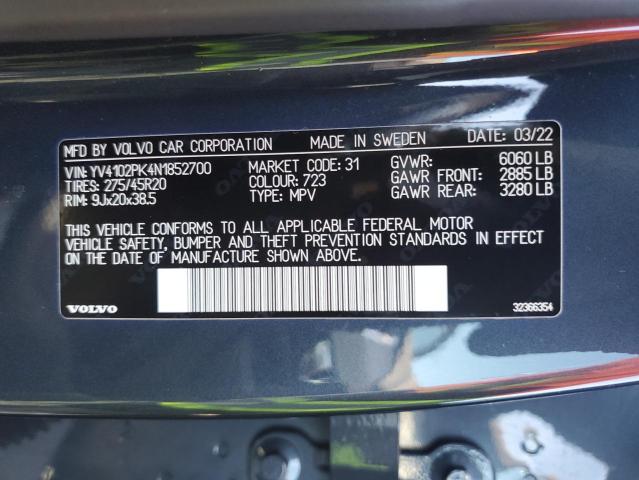 MFD BY VOLVO CAR CORPORATION MADE IN SWEDEN DATE: 03/22
VIN: YV4102PK4N1852700 MARKET CODE: 31 GVWR: 6060 LB
TIRES: 275/45R20 COLOUR: 723 GAWR FRONT: 2885 LB
RIM: 9Jx20x38.5 TYPE: MPV GAWR REAR: 3280 LB
THIS VEHICLE CONFORMS TO ALL APPLICABLE FEDERAL MOTOR
VEHICLE SAFETY, BUMPER AND THEFT PREVENTION STANDARDS IN EFFECT
ON THE DATE OF MANUFACTURE SHOWN ABOVE.
VOLVO 32366354